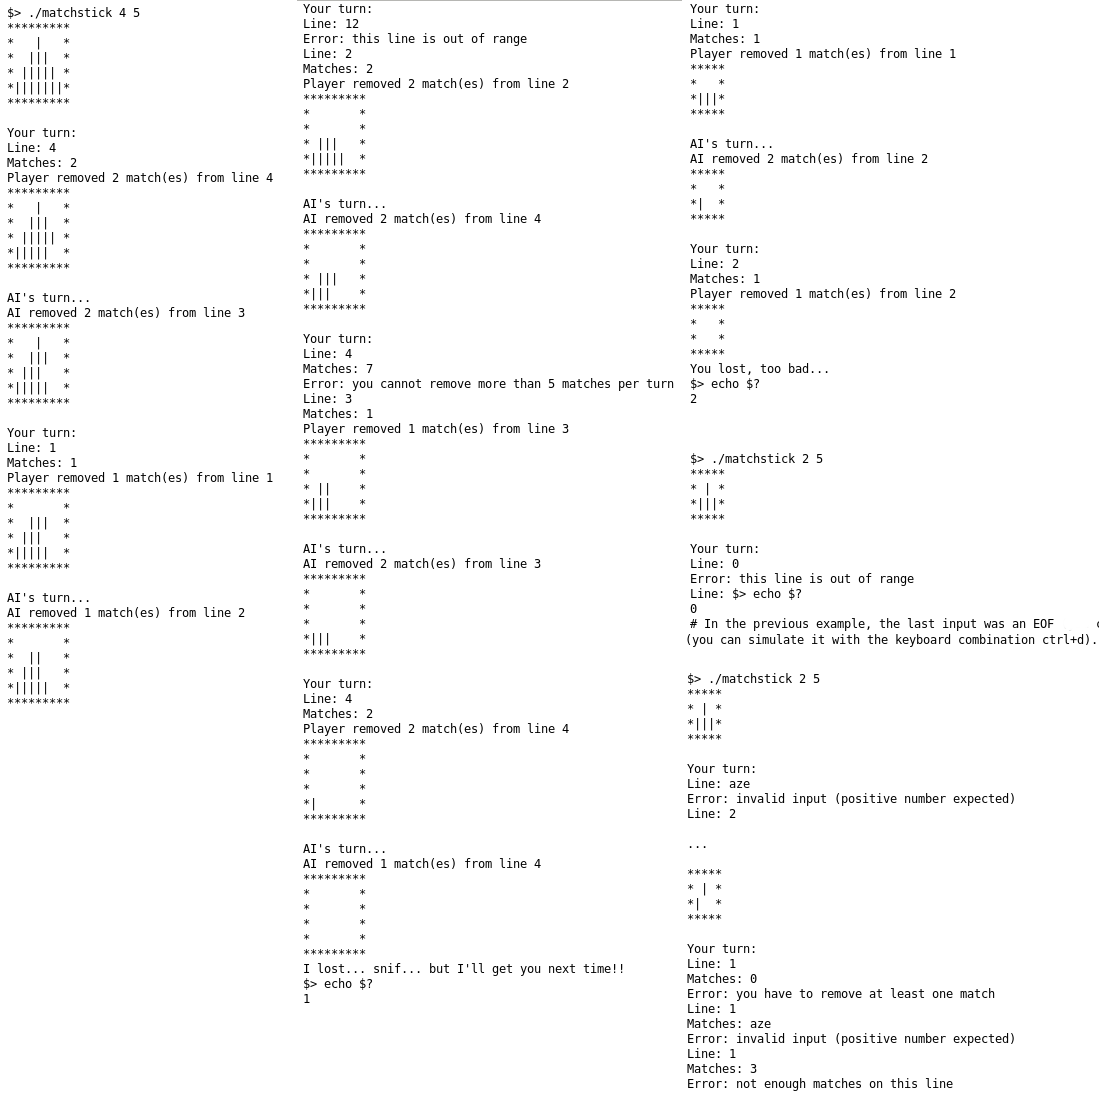 $> ./matchstick 4 5
*********
*   |   *
*  |||  *
* ||||| *
*|||||||*
*********

Your turn:
Line: 4
Matches: 2
Player removed 2 match(es) from line 4
*********
*   |   *
*  |||  *
* ||||| *
*|||||  *
*********

AI's turn...
AI removed 2 match(es) from line 3
*********
*   |   *
*  |||  *
* |||   *
*|||||  *
*********

Your turn:
Line: 1
Matches: 1
Player removed 1 match(es) from line 1
*********
*       *
*  |||  *
* |||   *
*|||||  *
*********

AI's turn...
AI removed 1 match(es) from line 2
*********
*       *
*  ||   *
* |||   *
*|||||  *
*********

Your turn:
Line: 12
Error: this line is out of range
Line: 2
Matches: 2
Player removed 2 match(es) from line 2
*********
*       *
*       *
* |||   *
*|||||  *
*********

AI's turn...
AI removed 2 match(es) from line 4
*********
*       *
*       *
* |||   *
*|||    *
*********

Your turn:
Line: 4
Matches: 7
Error: you cannot remove more than 5 matches per turn
Line: 3
Matches: 1
Player removed 1 match(es) from line 3
*********
*       *
*       *
* ||    *
*|||    *
*********

AI's turn...
AI removed 2 match(es) from line 3
*********
*       *
*       *
*       *
*|||    *
*********

Your turn:
Line: 4
Matches: 2
Player removed 2 match(es) from line 4
*********
*       *
*       *
*       *
*|      *
*********

AI's turn...
AI removed 1 match(es) from line 4
*********
*       *
*       *
*       *
*       *
*********
I lost... snif... but I'll get you next time!!
$> echo $?
1

Your turn:
Line: 1
Matches: 1
Player removed 1 match(es) from line 1
*****
*   *
*|||*
*****

AI's turn...
AI removed 2 match(es) from line 2
*****
*   *
*|  *
*****

Your turn:
Line: 2
Matches: 1
Player removed 1 match(es) from line 2
*****
*   *
*   *
*****
You lost, too bad...
$> echo $?
2

$> ./matchstick 2 5
*****
* | *
*|||*
*****

Your turn:
Line: 0
Error: this line is out of range
Line: $> echo $?
0
# In the previous example, the last input was an EOF
(you can simulate it with the keyboard combination ctrl+d).

$> ./matchstick 2 5
*****
* | *
*|||*
*****

Your turn:
Line: aze
Error: invalid input (positive number expected)
Line: 2

...

*****
* | *
*|  *
*****

Your turn:
Line: 1
Matches: 0
Error: you have to remove at least one match
Line: 1
Matches: aze
Error: invalid input (positive number expected)
Line: 1
Matches: 3
Error: not enough matches on this line